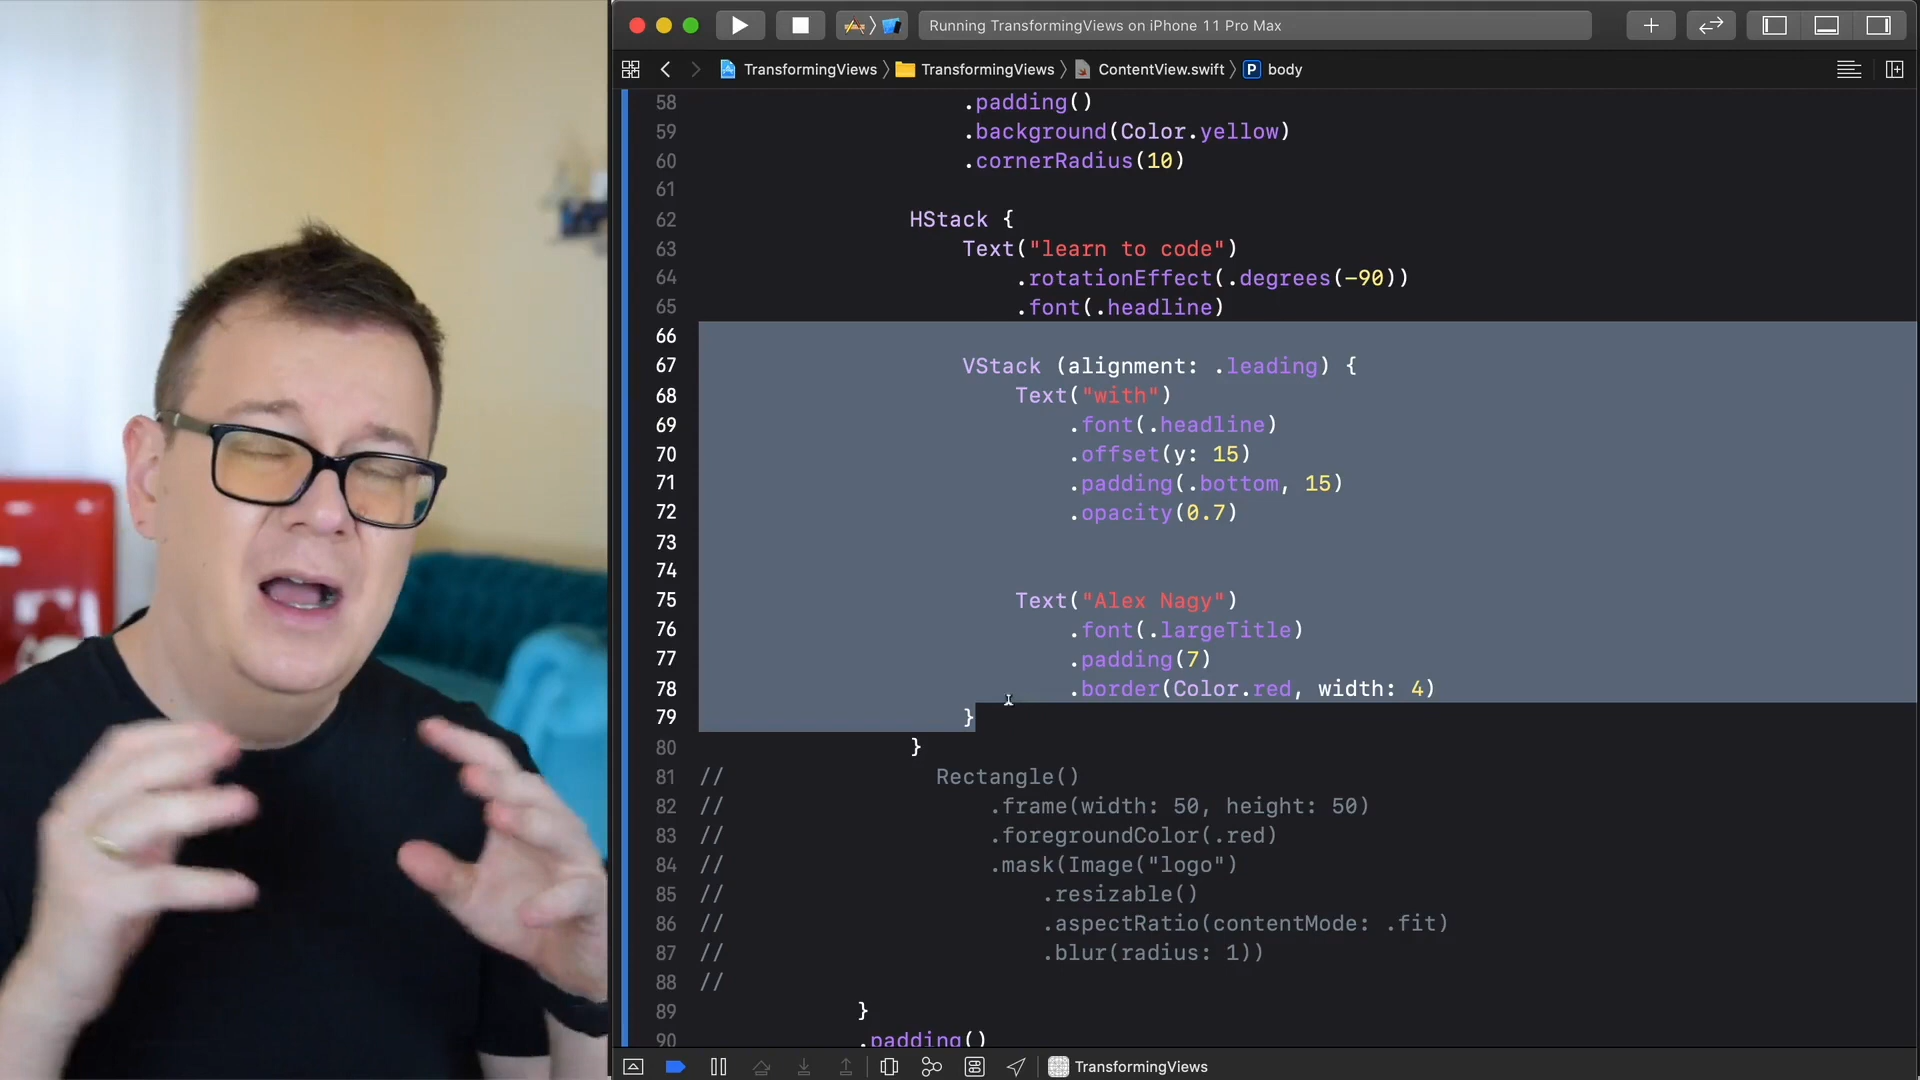 Running TransformingViews on iPhone 11 Pro Max
TransformingViews 〉 TransformingViews 〉 ContentView.swift 〉 P body
58 .padding()
59 .background(Color.yellow)
60 .cornerRadius(10)
61
62 HStack {
63 Text("learn to code")
64 .rotationEffect(.degrees(-90))
65 .font(.headline)
66
67 VStack (alignment: .leading) {
68 Text("with")
69 .font(.headline)
70 .offset(y: 15)
71 .padding(.bottom, 15)
72 .opacity(0.7)
73
74
75 Text("Alex Nagy")
76 .font(.largeTitle)
77 .padding(7)
78 .border(Color.red, width: 4)
79 }
80 }
81 // Rectangle()
82 // .frame(width: 50, height: 50)
83 // .foregroundColor(.red)
84 // .mask(Image("logo")
85 // .resizable()
86 // .aspectRatio(contentMode: .fit)
87 // .blur(radius: 1))
88 //
89 }
90 .padding()
TransformingViews